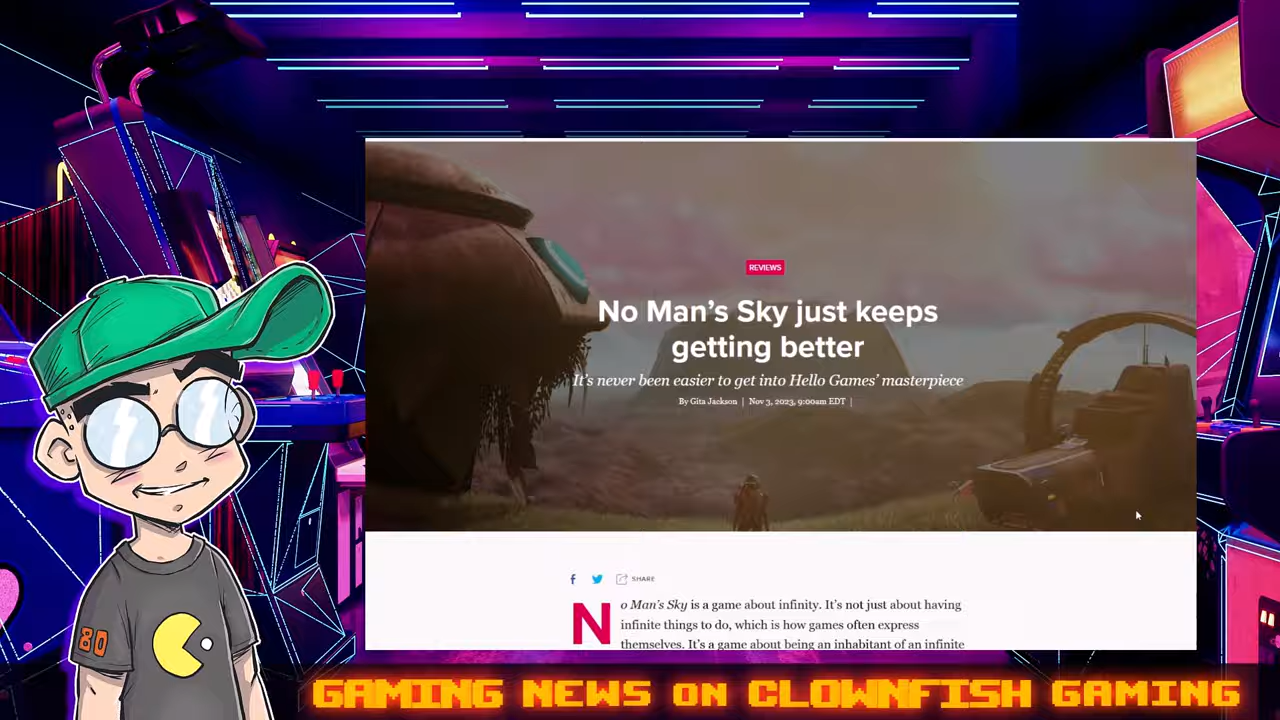 REVIEWS
No Man's Sky just keeps
getting better
It's never been easier to get into Hello Games' masterpiece
By Gita Jackson | Nov 3, 2023, 9:00am EDT |
SHARE
No Man's Sky is a game about infinity. It's not just about having
infinite things to do, which is how games often express
themselves. It's a game about being an inhabitant of an infinite
80
GAMING NEWS ON CLOWNFISH GAMING